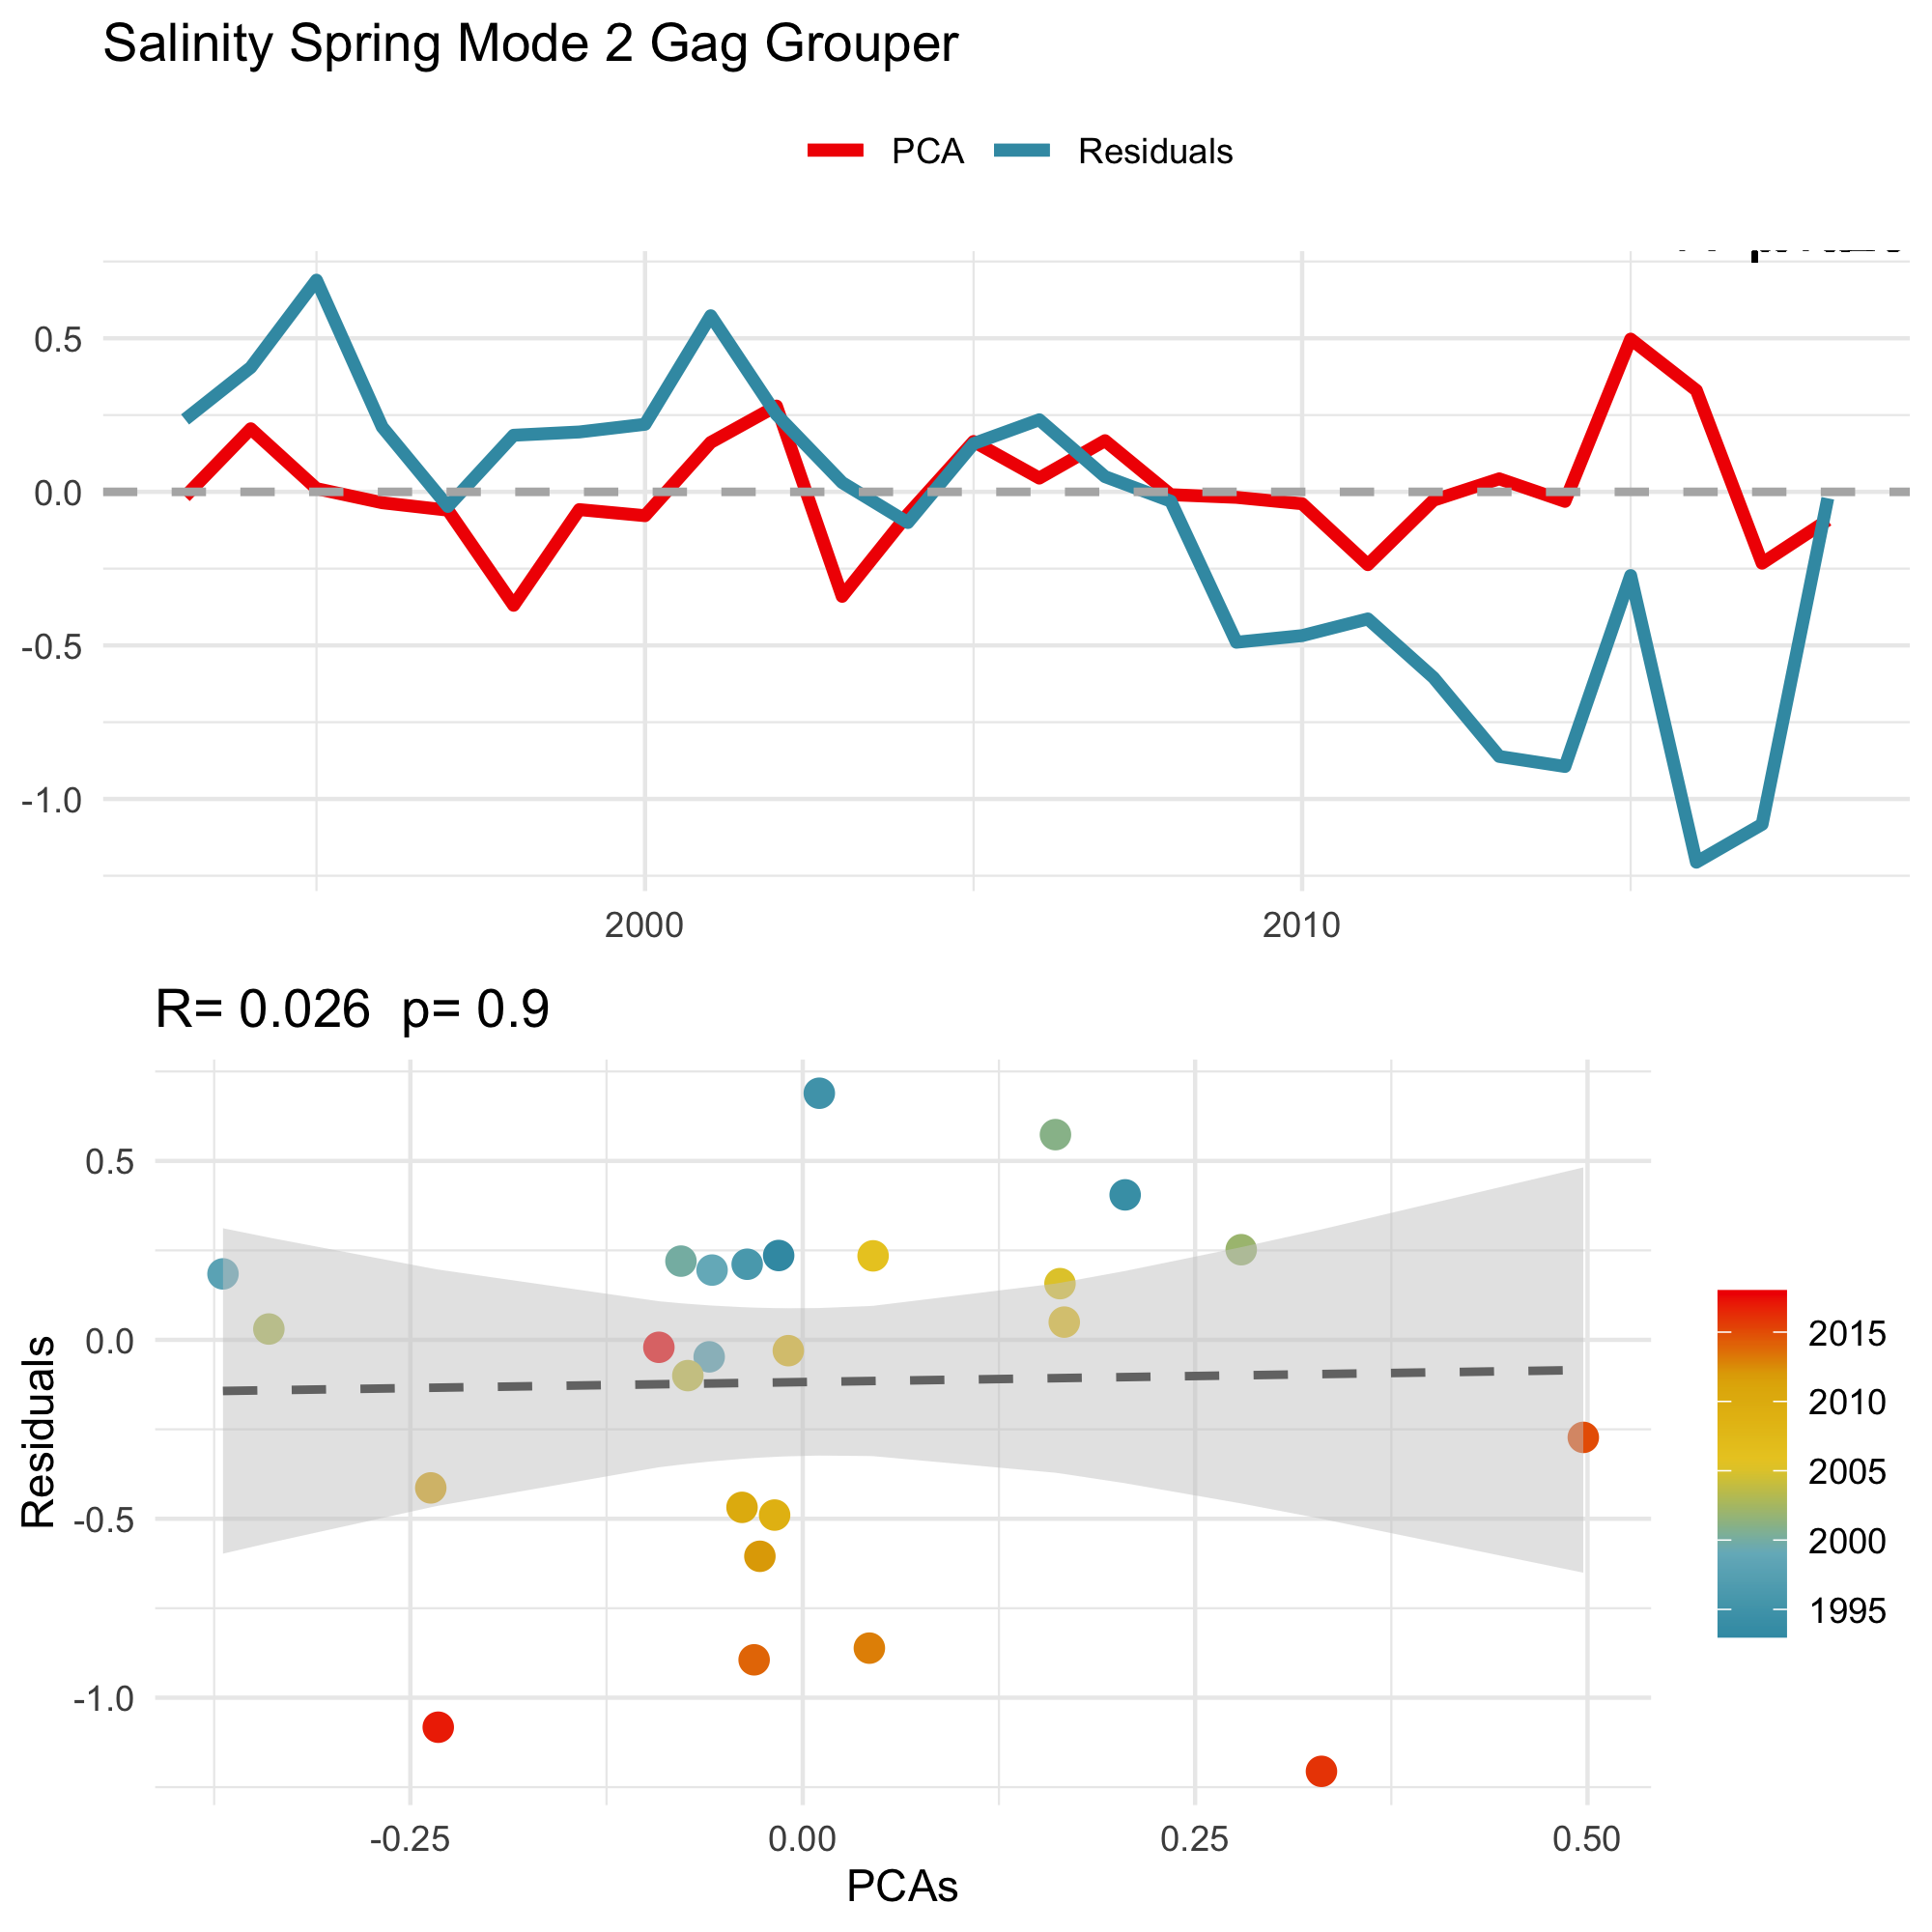 Salinity Spring Mode 2 Gag Grouper
PCA Residuals
0.5
0.0
-0.5
-1.0
2000 2010
R= 0.026 p= 0.9
Residuals
0.5
0.0
-0.5
-1.0
-0.25 0.00 0.25 0.50
PCAs
2015
2010
2005
2000
1995